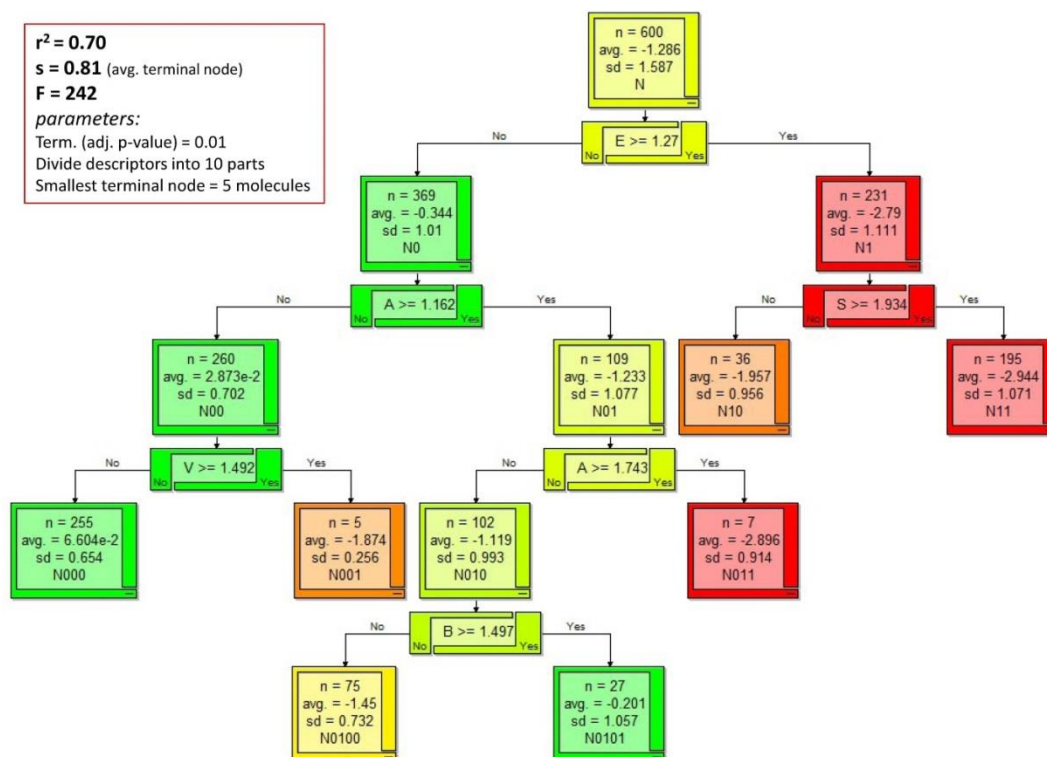 r² = 0.70
s = 0.81 (avg. terminal node)
F = 242
parameters:
Term. (adj. p-value) = 0.01
Divide descriptors into 10 parts
Smallest terminal node = 5 molecules
n = 600
avg. = -1.286
sd = 1.587
N
No
Yes
No
E >= 1.27
Yes
n = 369
avg. = -0.344
sd = 1.01
N0
n = 231
avg. = -2.79
sd = 1.111
N1
No
Yes
No
A >= 1.162
Yes
No
Yes
No
S >= 1.934
Yes
n = 260
avg. = 2.873e-2
sd = 0.702
N00
n = 109
avg. = -1.233
sd = 1.077
N01
n = 36
avg. = -1.957
sd = 0.956
N10
n = 195
avg. = -2.944
sd = 1.071
N11
No
Yes
No
V >= 1.492
Yes
No
Yes
No
A >= 1.743
Yes
n = 255
avg. = 6.604e-2
sd = 0.654
N000
n = 5
avg. = -1.874
sd = 0.256
N001
n = 102
avg. = -1.119
sd = 0.993
N010
n = 7
avg. = -2.896
sd = 0.914
N011
No
Yes
No
B >= 1.497
Yes
n = 75
avg. = -1.45
sd = 0.732
N0100
n = 27
avg. = -0.201
sd = 1.057
N0101